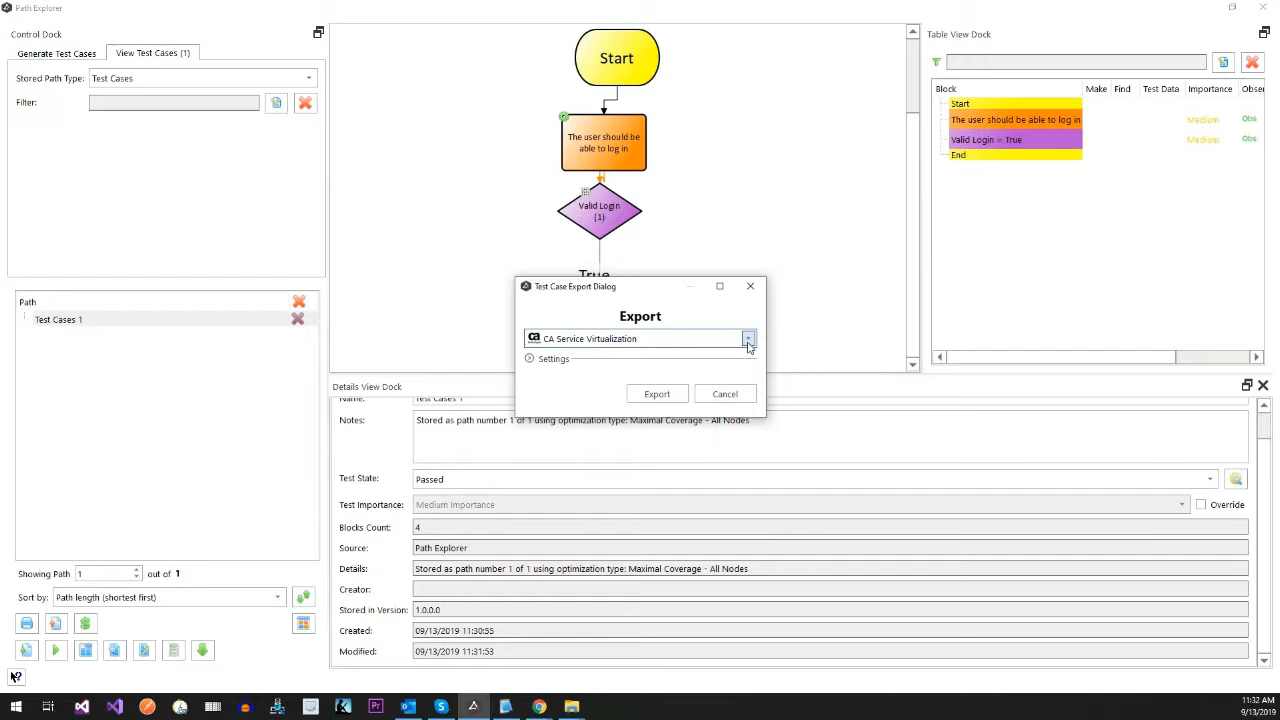 Path Explorer
Control Dock
Generate Test Cases
View Test Cases (1)
Stored Path Type:
Test Cases
Filter:
Path
Test Cases 1
Showing Path
1
out of 1
Sort by:
Path length (shortest first)
Start
The user should be
able to log in
Valid Login
(1)
True
Test Case Export Dialog
Export
CA Service Virtualization
Settings
Export
Cancel
Table View Dock
Block
Make
Find
Test Data
Importance
Obser
Start
The user should be able to log in
Medium
Obs
Valid Login = True
Medium
Obs
End
Details View Dock
Name:
Test Cases 1
Notes:
Stored as path number 1 of 1 using optimization type: Maximal Coverage - All Nodes
Test State:
Passed
Test Importance:
Medium Importance
Override
Blocks Count:
4
Source:
Path Explorer
Details:
Stored as path number 1 of 1 using optimization type: Maximal Coverage - All Nodes
Creator:
Stored in Version:
1.0.0.0
Created:
09/13/2019 11:30:55
Modified:
09/13/2019 11:31:53
11:32 AM
9/13/2019